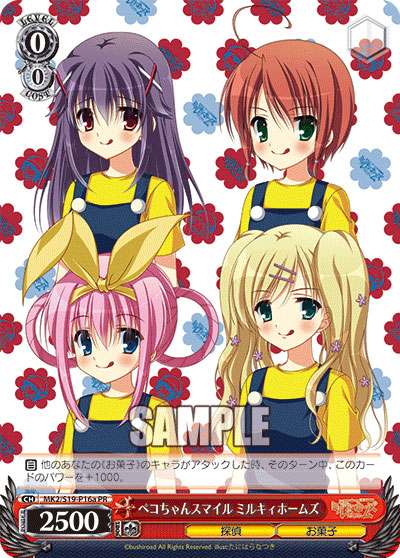 LEVEL
0
0
COST
SAMPLE
他のあなたの《お菓子》のキャラがアタックした時、そのターン中、このカードのパワーを+1000。
CH MK2/S19-P16a PR
ペコちゃんスマイル ミルキィホームズ
POWER
2500
探偵
お菓子
©bushiroad All Rights Reserved. illust:たにはらなつき